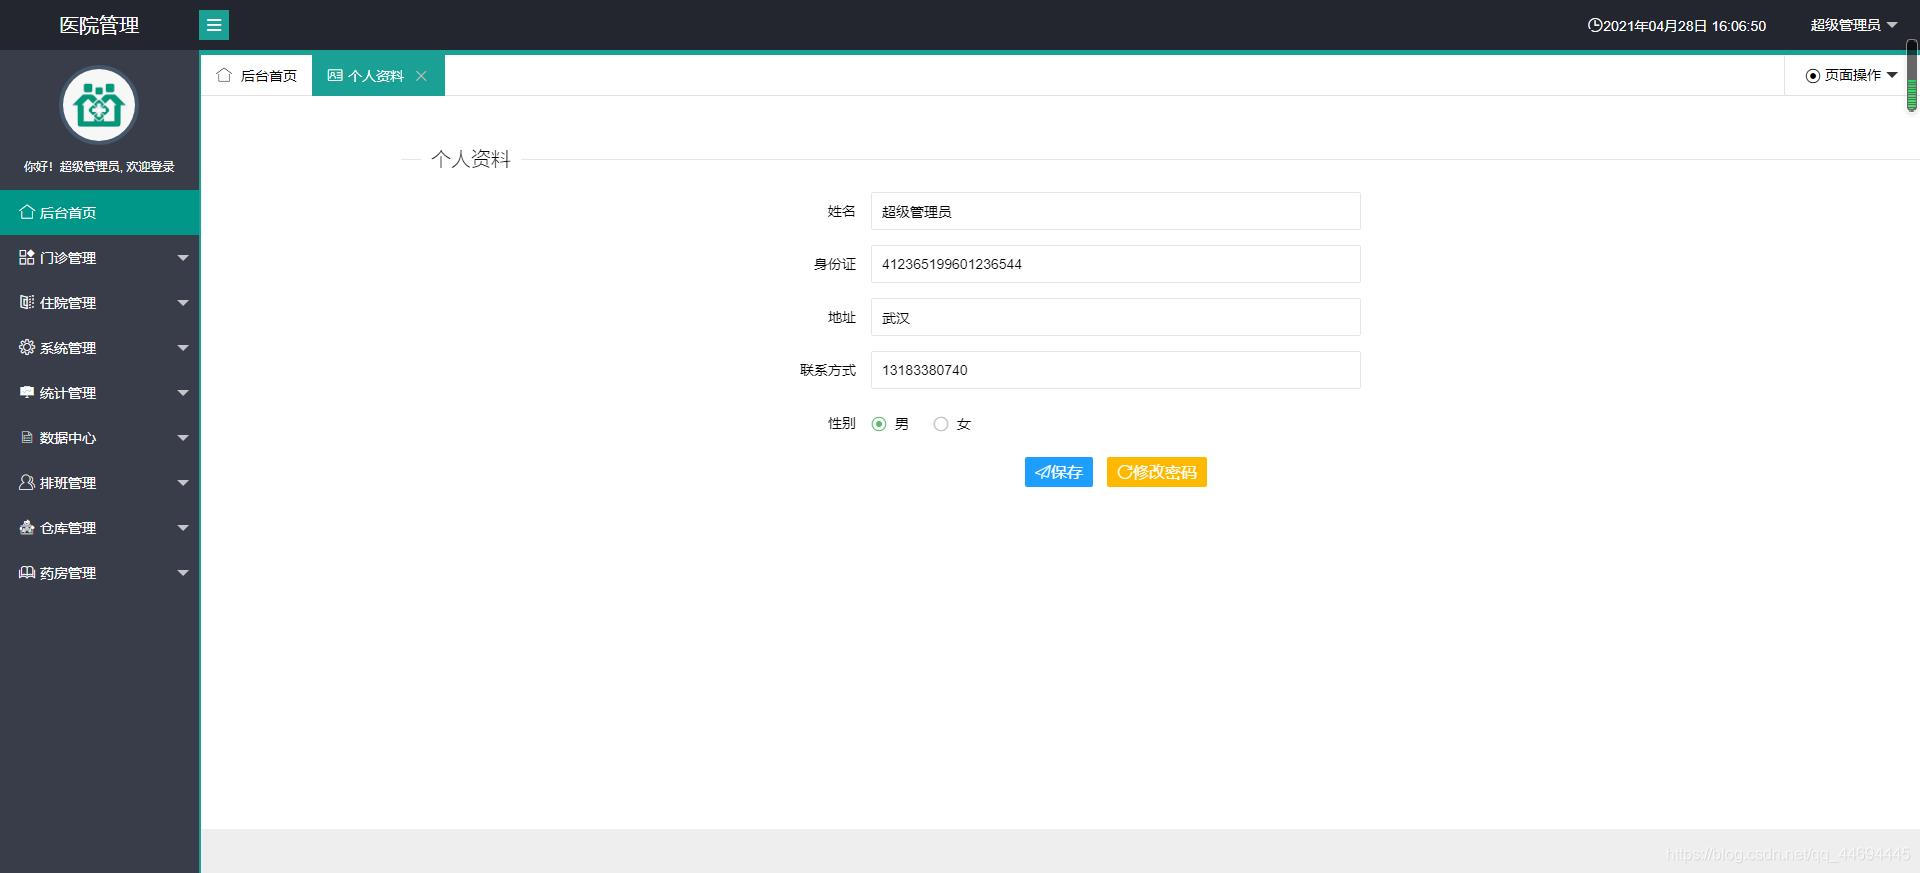 医院管理
2021年04月28日 16:06:50
超级管理员
你好！超级管理员, 欢迎登录
后台首页
门诊管理
住院管理
系统管理
统计管理
数据中心
排班管理
仓库管理
药房管理
后台首页
个人资料
页面操作
个人资料
姓名 超级管理员
身份证 412365199601236544
地址 武汉
联系方式 13183380740
性别 男 女
保存 修改密码
https://blog.csdn.net/qq_44694445